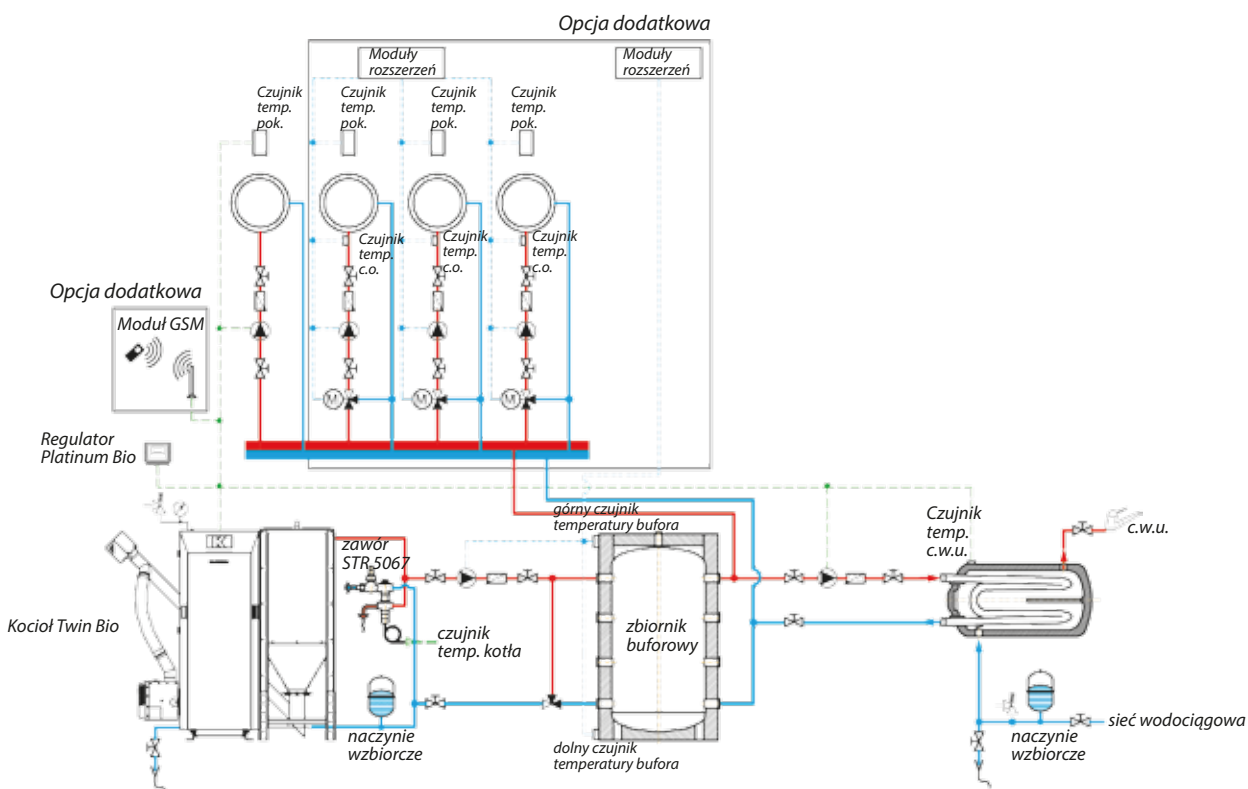 Opcja dodatkowa
Moduły
rozszerzeń
Moduły
rozszerzeń
Czujnik
temp.
pok.
Czujnik
temp.
pok.
Czujnik
temp.
pok.
Czujnik
temp.
pok.
Czujnik
temp.
c.o.
Czujnik
temp.
c.o.
Czujnik
temp.
c.o.
Opcja dodatkowa
Moduł GSM
M
M
M
Regulator
Platinum Bio
górny czujnik
temperatury bufora
Czujnik
temp.
c.w.u.
c.w.u.
K
zawór
STR 5067
Kocioł Twin Bio
czujnik
temp. kotła
zbiornik
buforowy
naczynie
wzbiorcze
dolny czujnik
temperatury bufora
naczynie
wzbiorcze
sieć wodociągowa